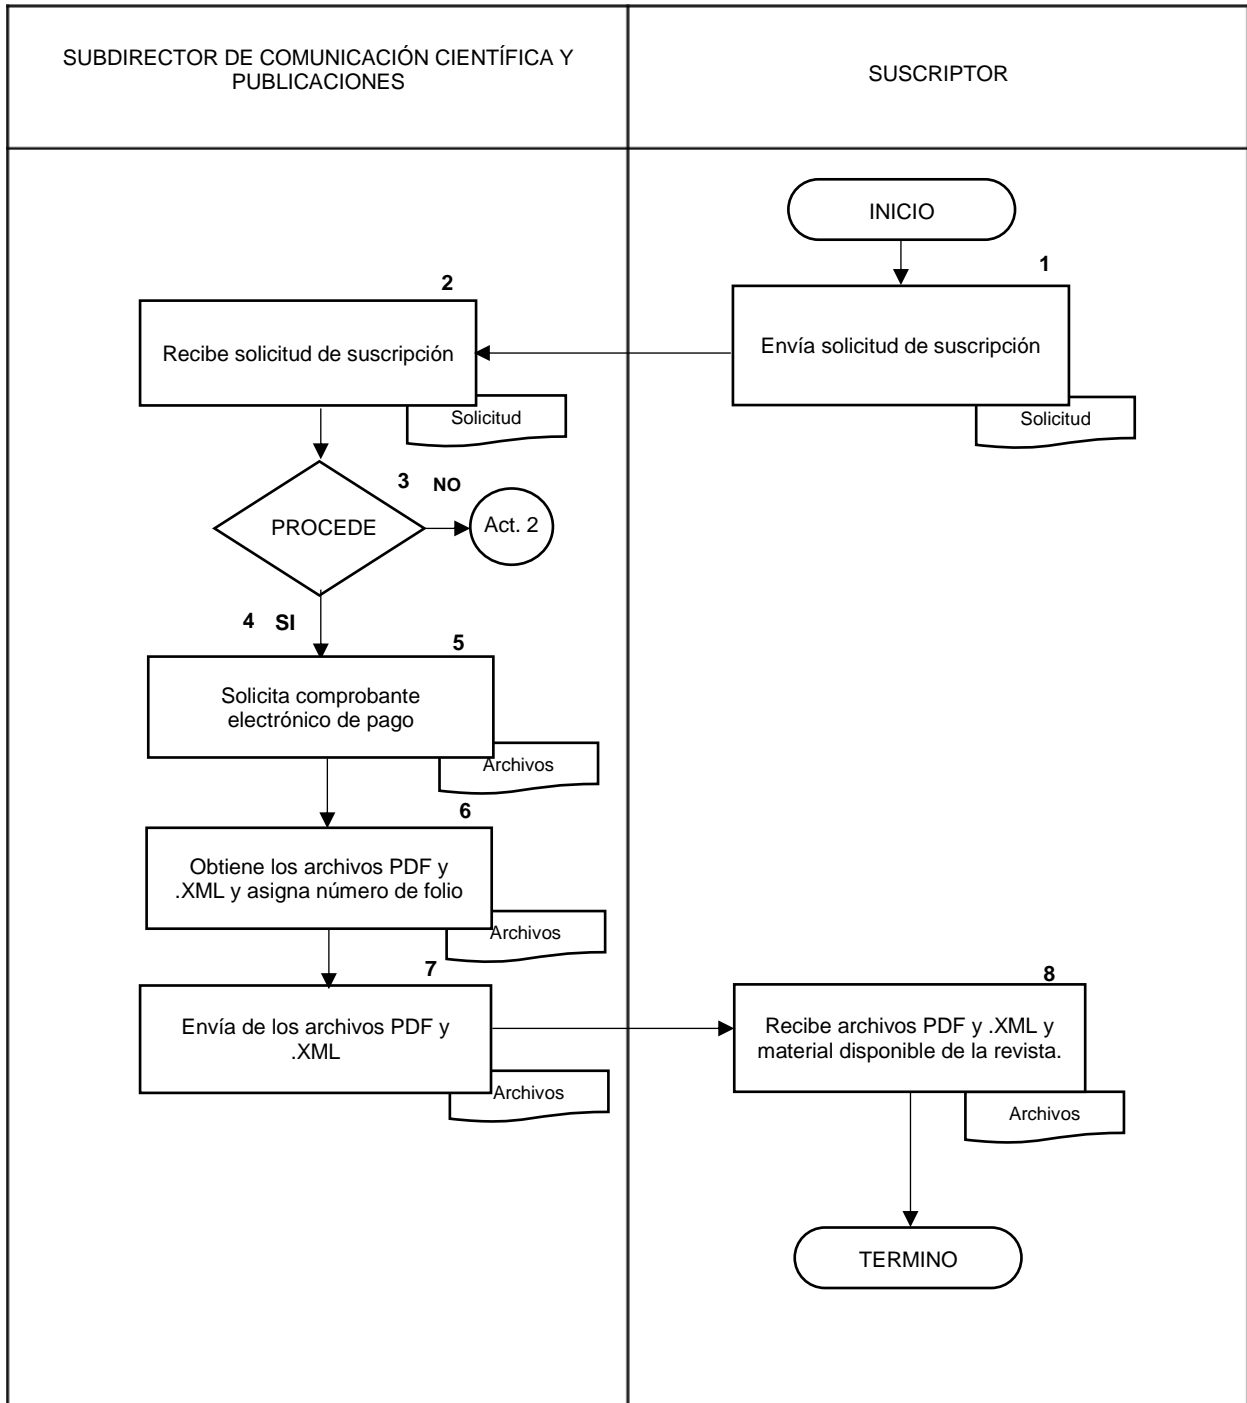 SUBDIRECTOR DE COMUNICACIÓN CIENTÍFICA Y
PUBLICACIONES
SUSCRIPTOR
INICIO
1
Envía solicitud de suscripción
Solicitud
2
Recibe solicitud de suscripción
Solicitud
3
NO
PROCEDE
Act. 2
4
SI
5
Solicita comprobante
electrónico de pago
Archivos
6
Obtiene los archivos PDF y
.XML y asigna número de folio
Archivos
7
Envía de los archivos PDF y
.XML
Archivos
8
Recibe archivos PDF y .XML y
material disponible de la revista.
Archivos
TERMINO